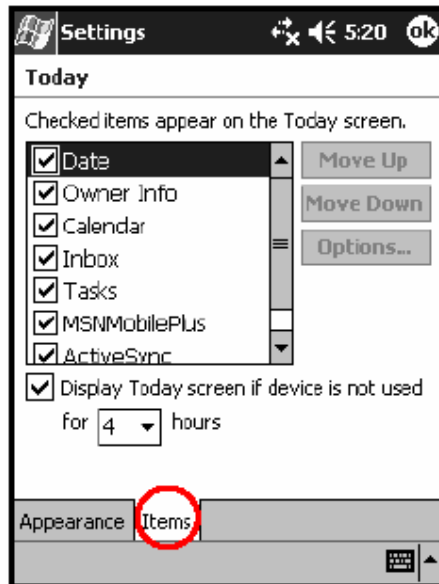 Settings 5:20 ok
Today
Checked items appear on the Today screen.
Date
Owner Info
Calendar
Inbox
Tasks
MSNMobilePlus
ActiveSync
Move Up
Move Down
Options...
Display Today screen if device is not used
for 4 hours
Appearance Items